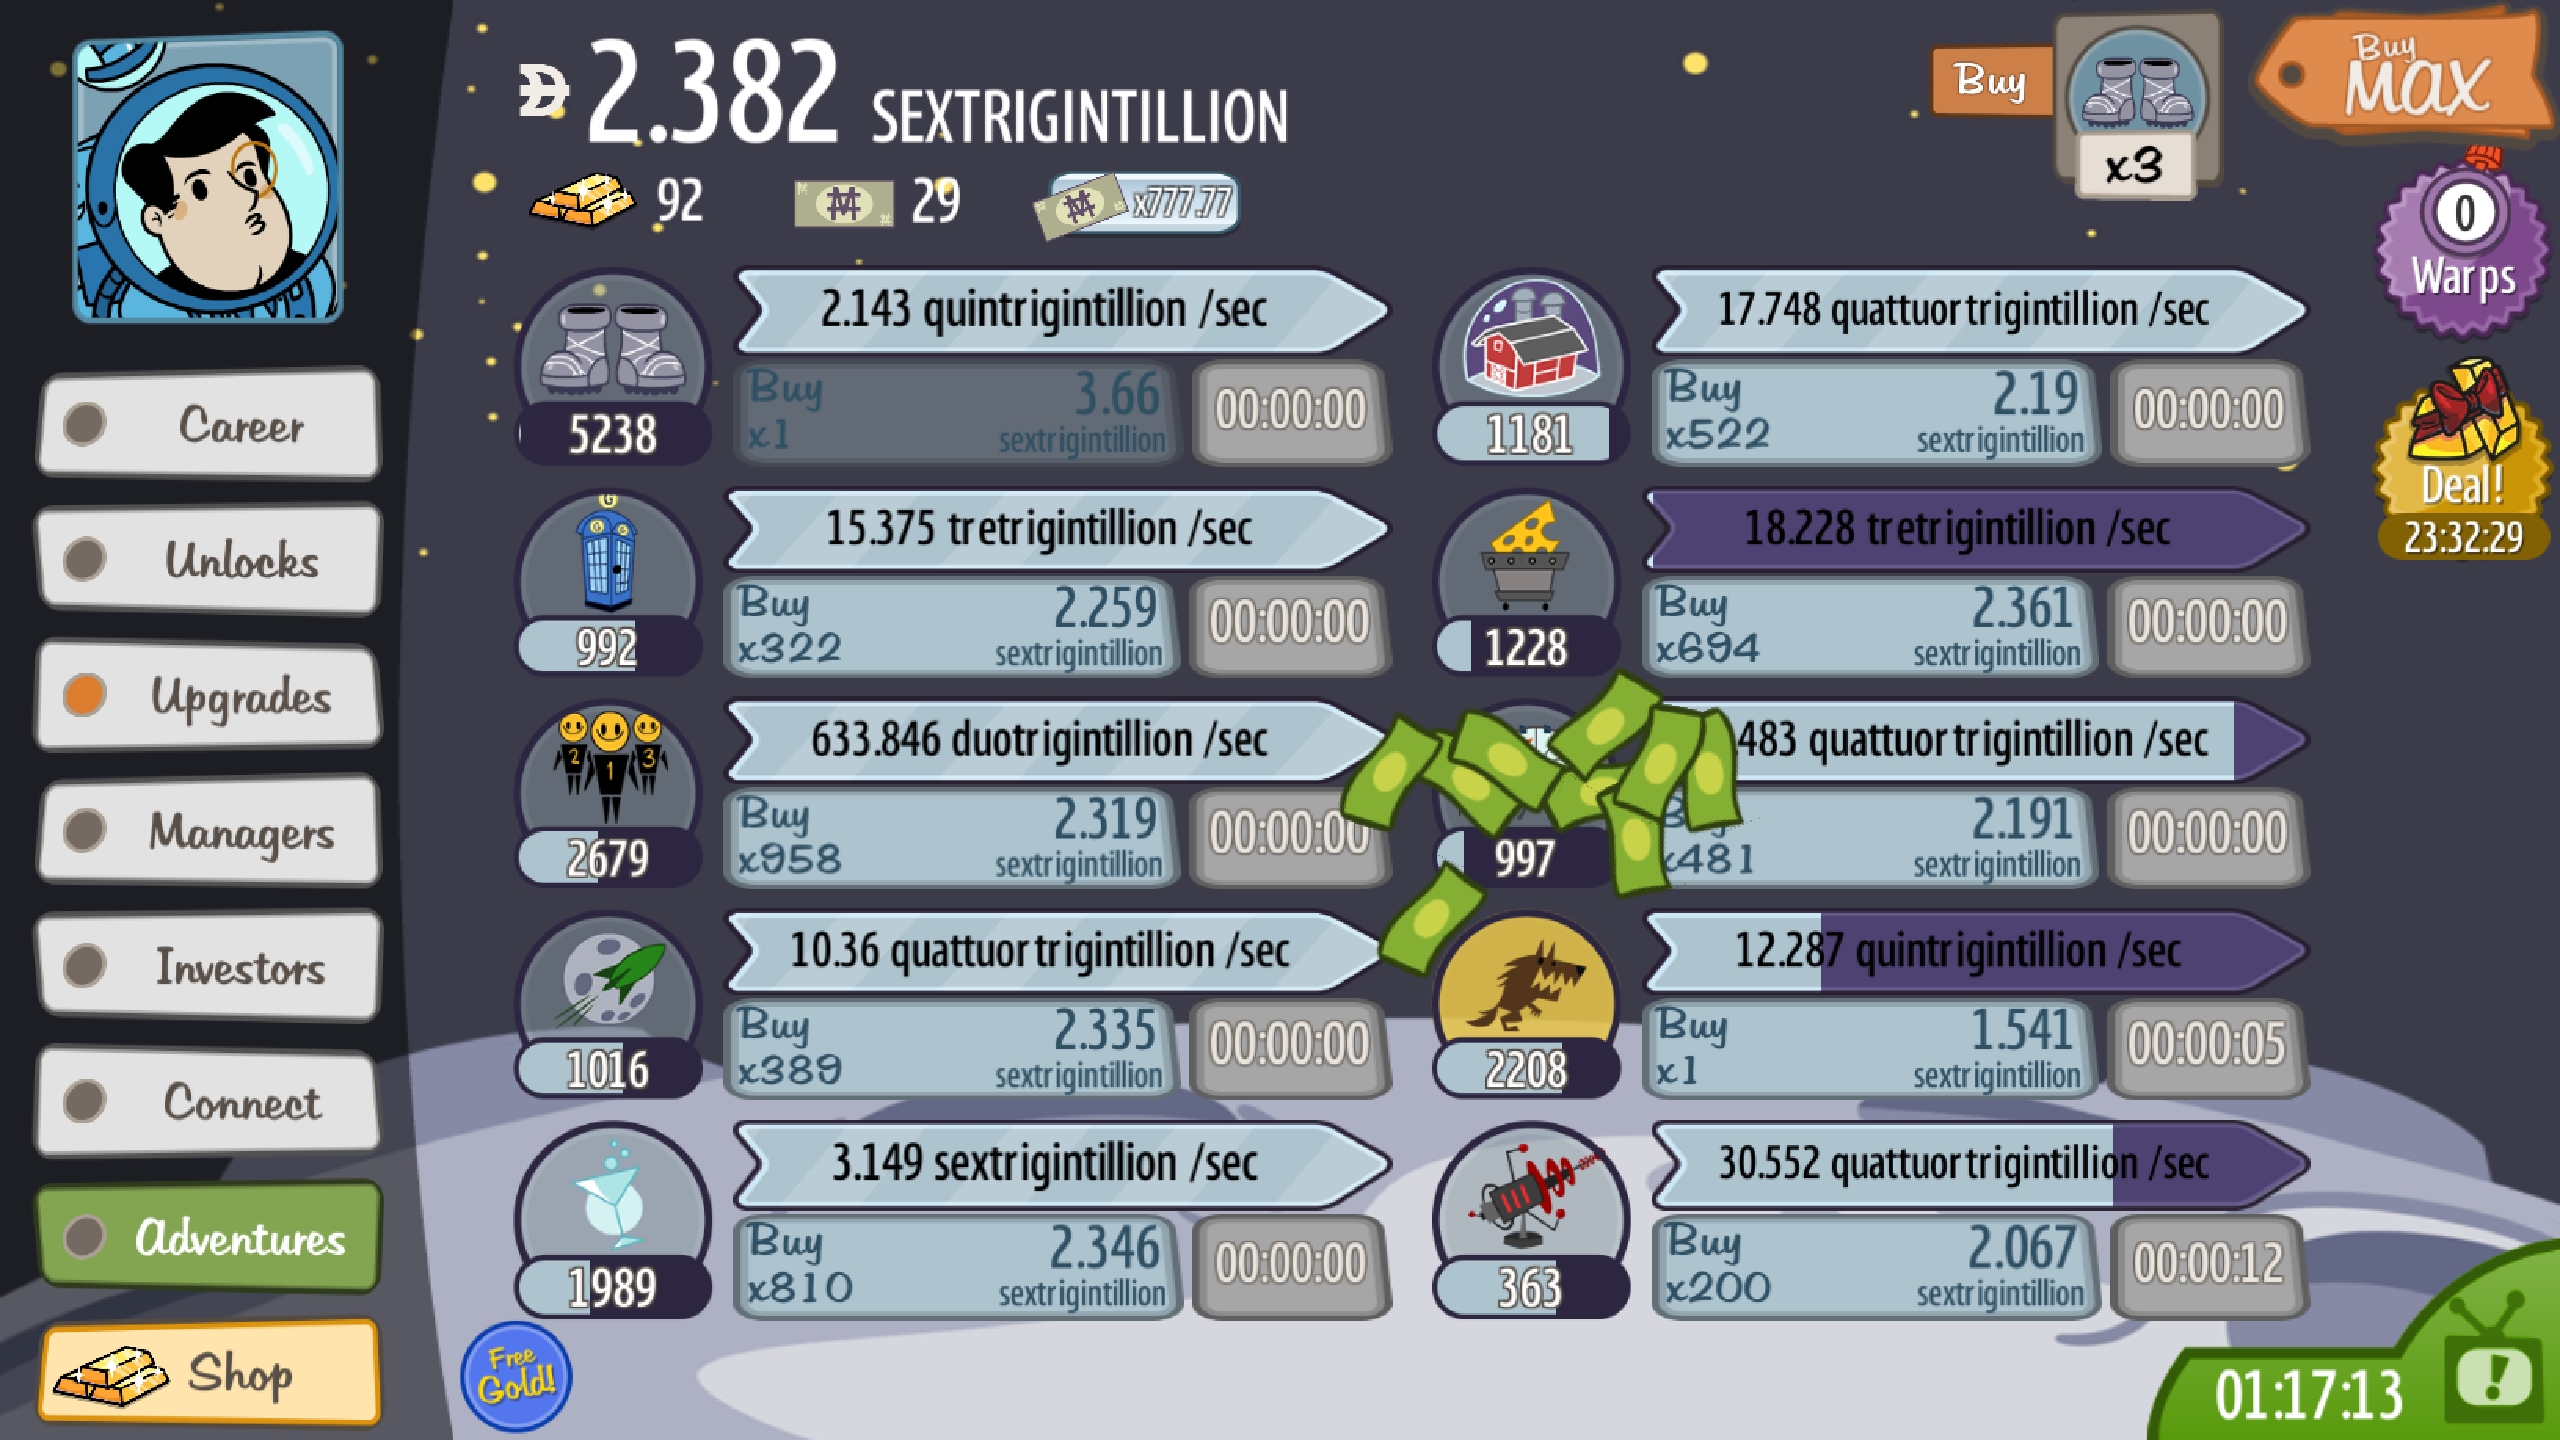 2.382 SEXTRIGINTILLION
92 29 x777.77
Buy
x3
Buy
MAX
0
Warps
Deal!
23:32:29
Career
Unlocks
Upgrades
Managers
Investors
Connect
Adventures
Shop
2.143 quintrigintillion /sec
5238
Buy 3.66
x1 sextrigintillion
00:00:00
17.748 quattuortrigintillion /sec
1181
Buy 2.19
x522 sextrigintillion
00:00:00
15.375 tretrigintillion /sec
992
Buy 2.259
x322 sextrigintillion
00:00:00
18.228 tretrigintillion /sec
1228
Buy 2.361
x694 sextrigintillion
00:00:00
2 1 3
633.846 duotrigintillion /sec
2679
Buy 2.319
x958 sextrigintillion
00:00:00
483 quattuortrigintillion /sec
997
2.191
x481 sextrigintillion
00:00:00
10.36 quattuortrigintillion /sec
1016
Buy 2.335
x389 sextrigintillion
00:00:00
12.287 quintrigintillion /sec
2208
Buy 1.541
x1 sextrigintillion
00:00:05
3.149 sextrigintillion /sec
1989
Buy 2.346
x810 sextrigintillion
00:00:00
30.552 quattuortrigintillion /sec
363
Buy 2.067
x200 sextrigintillion
00:00:12
Free
Gold!
01:17:13
!